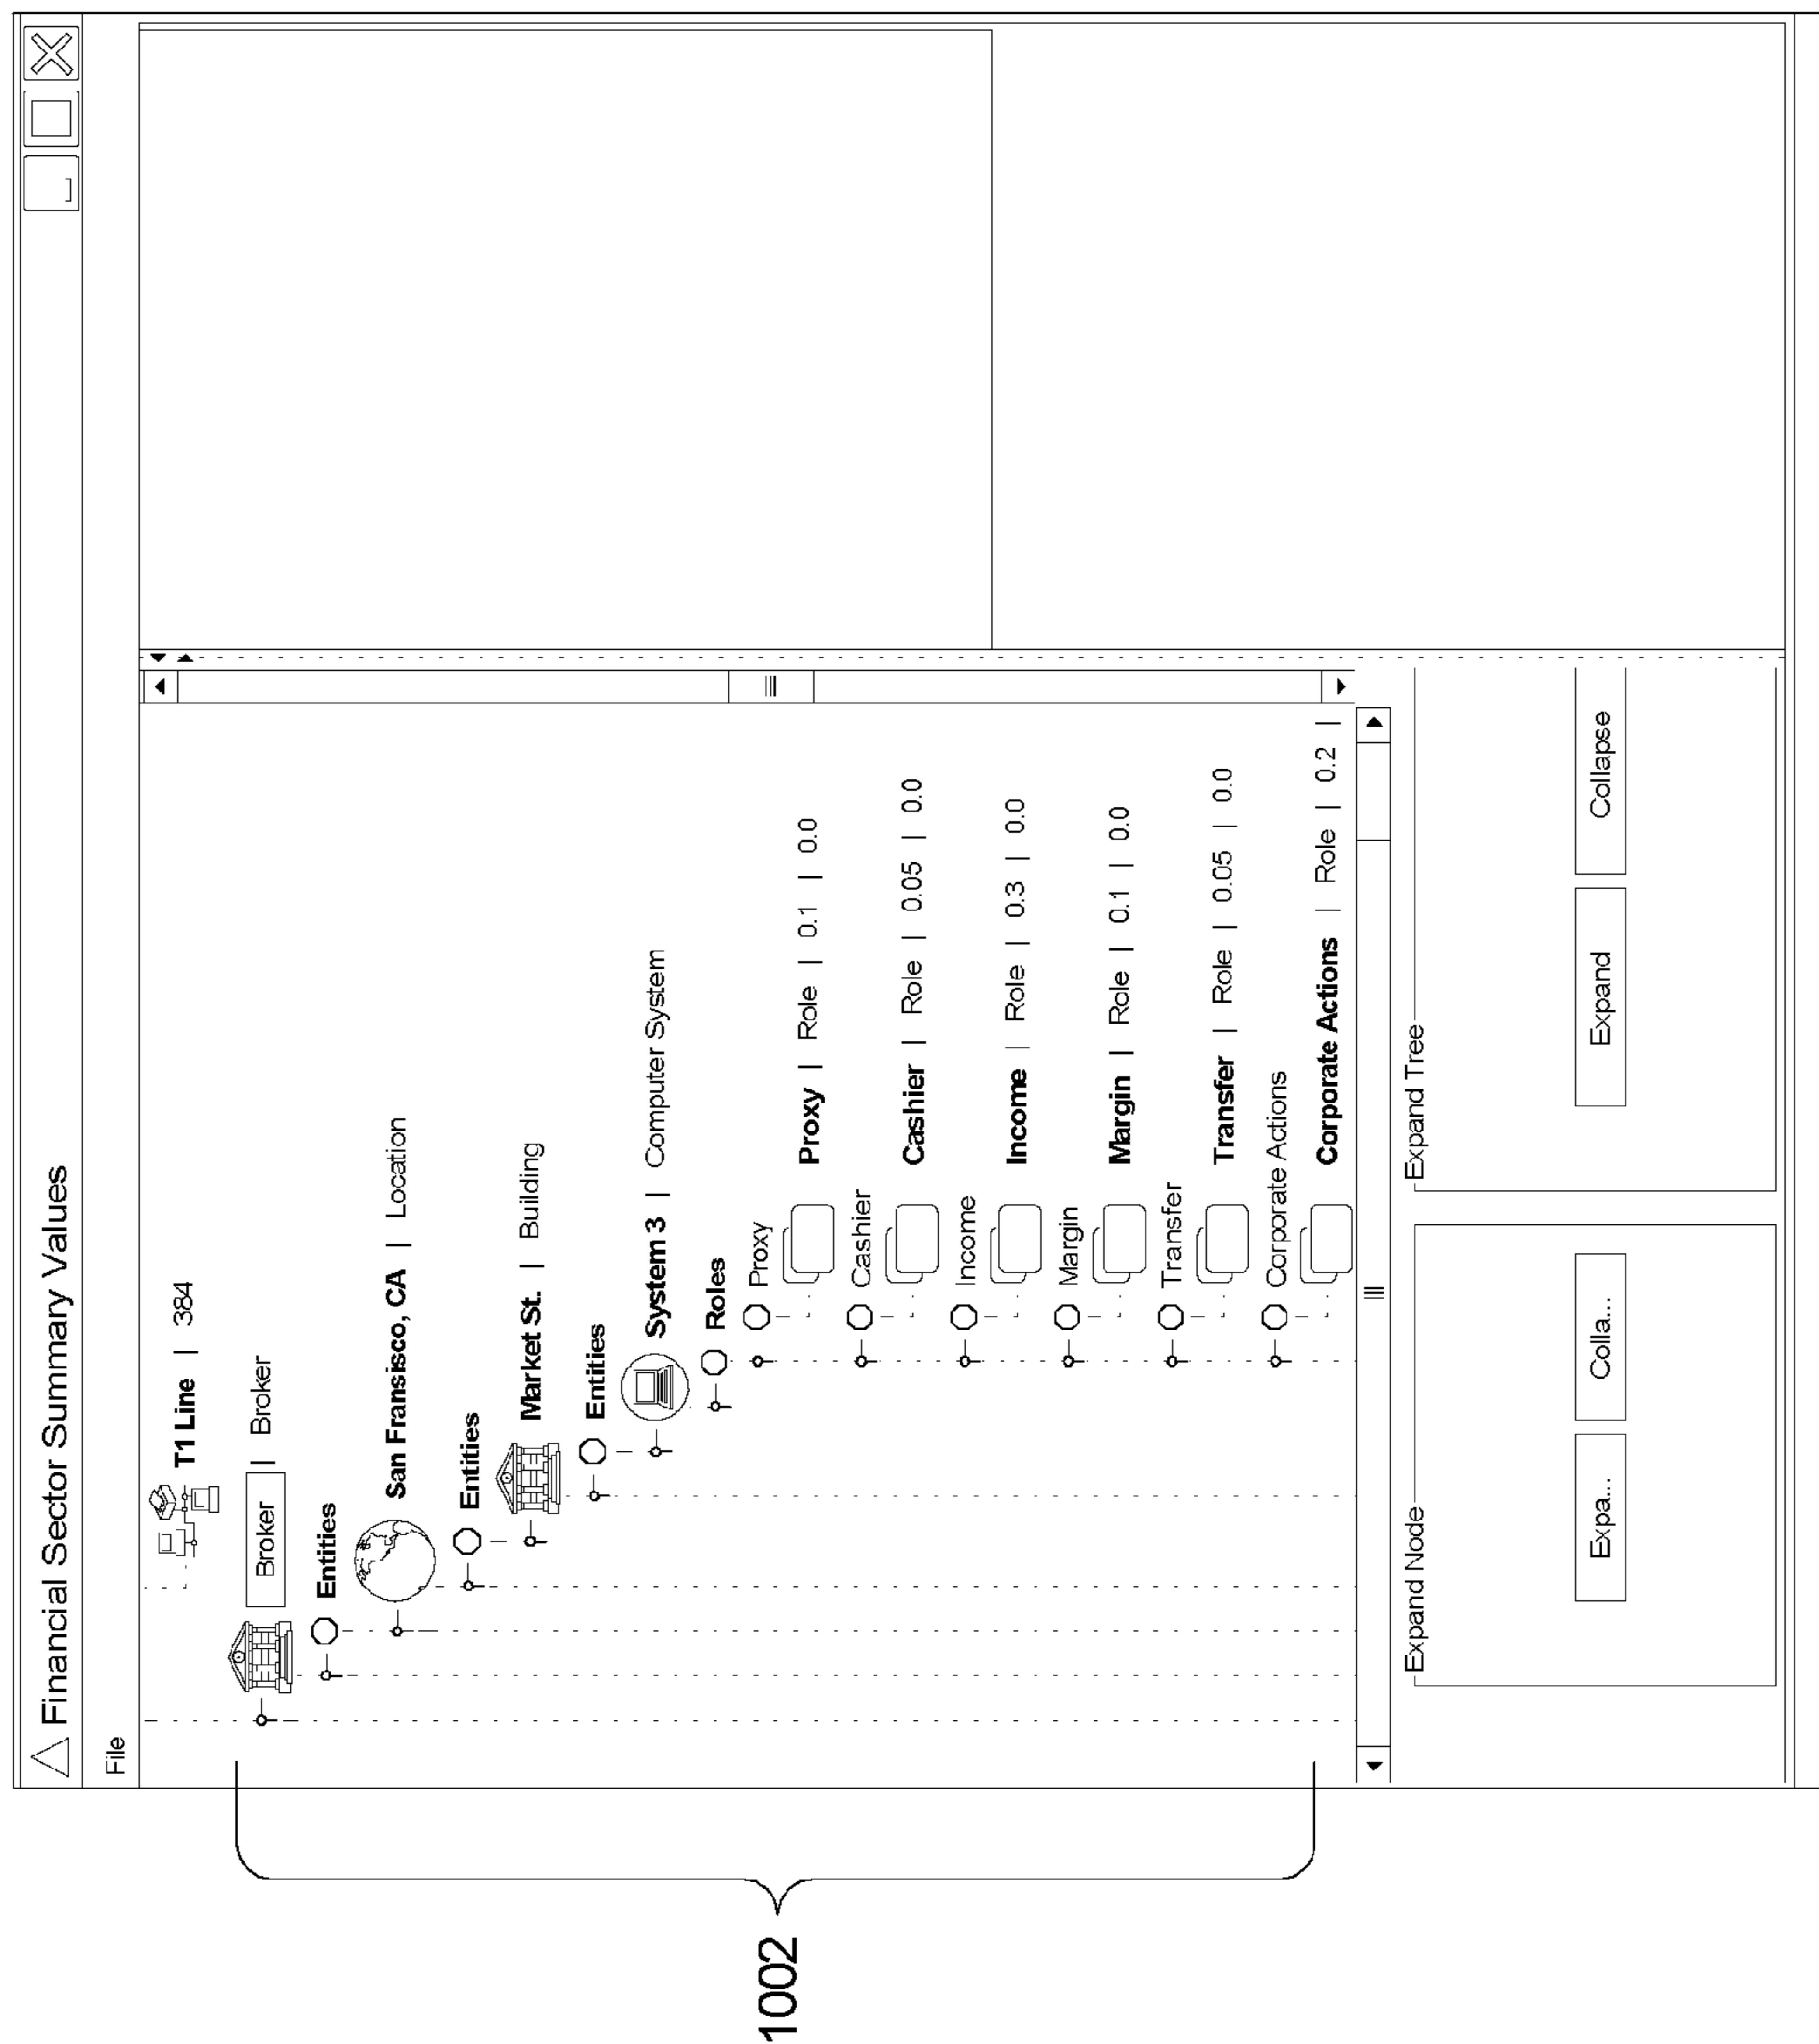 Financial Sector Summary Values
File
T1 Line | 384
Broker | Broker
Entities
San Fransisco, CA | Location
Entities
Market St. | Building
Entities
System 3 | Computer System
Roles
Proxy
Proxy | Role | 0.1 | 0.0
Cashier
Cashier | Role | 0.05 | 0.0
Income
Income | Role | 0.3 | 0.0
Margin
Margin | Role | 0.1 | 0.0
Transfer
Transfer | Role | 0.05 | 0.0
Corporate Actions
Corporate Actions | Role | 0.2 |
Expand Node
Expa...
Colla...
Expand Tree
Expand
Collapse
1002